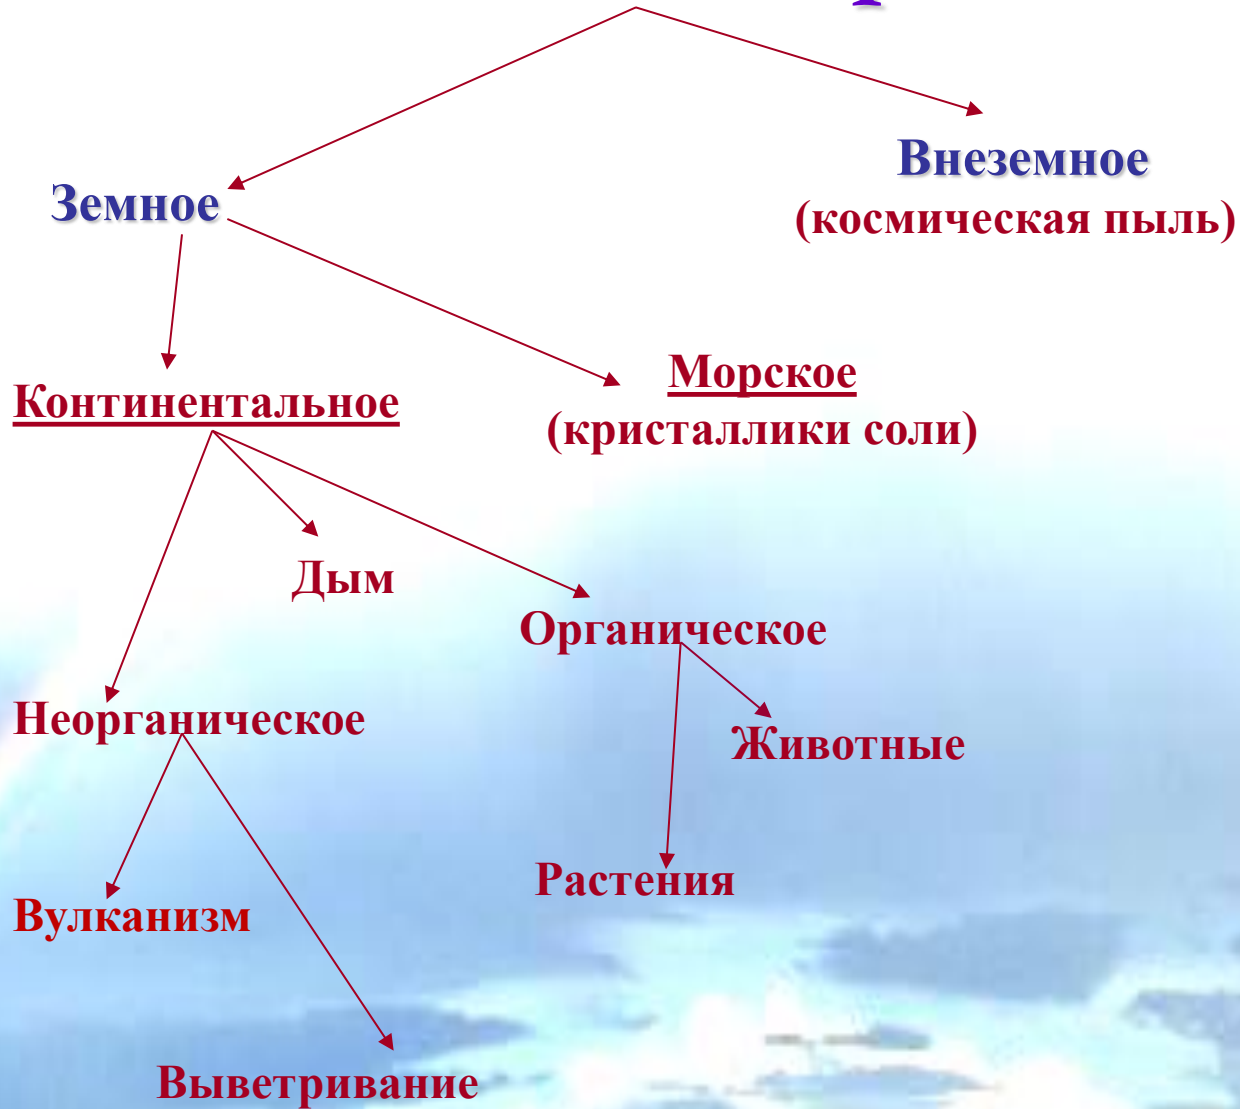 Внеземное
(космическая пыль)
Земное
Континентальное
Морское
(кристаллики соли)
Дым
Органическое
Неорганическое
Животные
Растения
Вулканизм
Выветривание